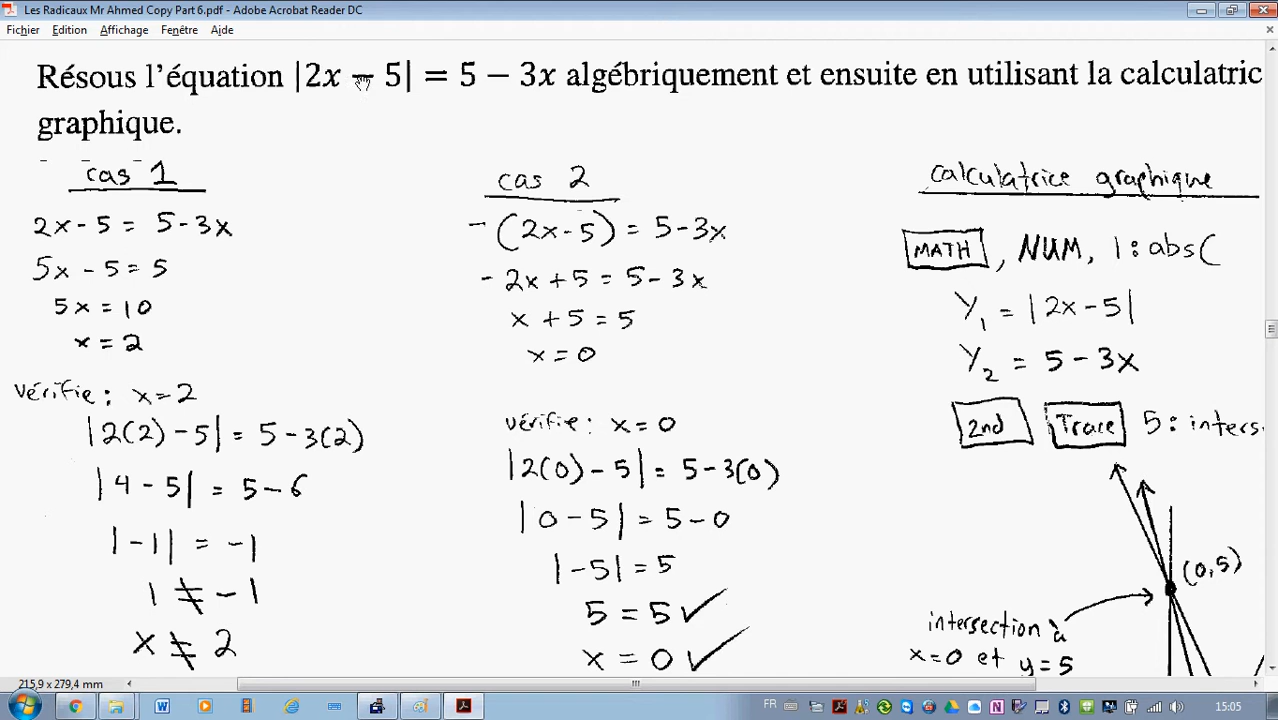 Les Radicaux Mr Ahmed Copy Part 6.pdf - Adobe Acrobat Reader DC
Fichier Edition Affichage Fenêtre Aide
Résous l'équation |2x − 5| = 5 − 3x algébriquement et ensuite en utilisant la calculatric
graphique.
cas 1
2x - 5 = 5 - 3x
5x - 5 = 5
5x = 10
x = 2
vérifie : x = 2
|2(2) - 5| = 5 - 3(2)
|4 - 5| = 5 - 6
|-1| = -1
1 ≠ -1
x ≠ 2
cas 2
-(2x - 5) = 5 - 3x
-2x + 5 = 5 - 3x
x + 5 = 5
x = 0
vérifie : x = 0
|2(0) - 5| = 5 - 3(0)
|0 - 5| = 5 - 0
|-5| = 5
5 = 5 ✓
x = 0 ✓
calculatrice graphique
MATH , NUM, 1: abs(
Y₁ = |2x - 5|
Y₂ = 5 - 3x
2nd Trace 5: inters
(0,5)
intersection à
x=0 et y=5
215,9 x 279,4 mm
FR 15:05